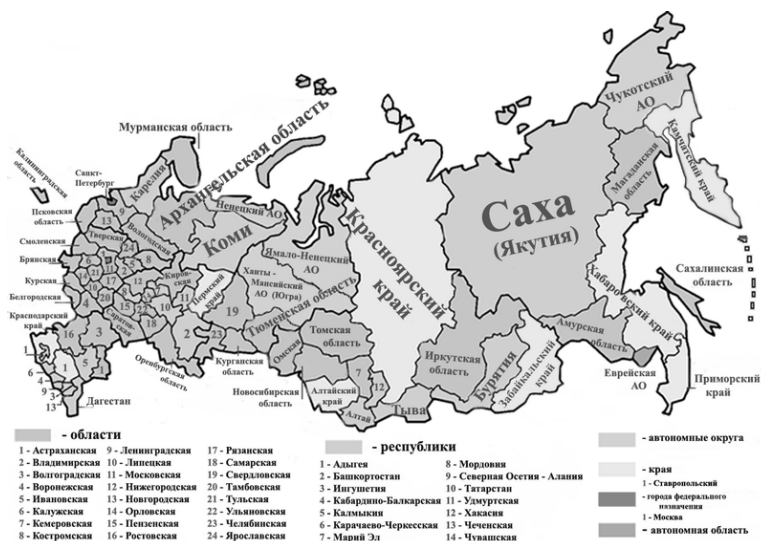 Чукотский
АО
Камчатский край
Магаданская
область
Мурманская область
Архангельская область
Калининградская
область
Санкт-
Петербург
Карелия
Ненецкий АО
Коми
Красноярский
край
Саха
(Якутия)
Псковская
область
9
13
Тверская
Вологодская
24
Ямало-Ненецкий
АО
Смоленская
Ханты -
Мансийский
АО (Югра)
Хабаровский край
Сахалинская
область
Брянская
Кировская
Пермский
край
Курская
Белгородская
Тюменская область
19
Краснодарский
край
Саратовская
Томская
область
Амурская
область
Иркутская
область
Бурятия
Забайкальский
край
Омская
Оренбургская
область
Курганская
область
Новосибирская
область
Алтайский
край
Алтай
Тыва
Еврейская
АО
Приморский
край
Дагестан
- области
1 - Астраханская
2 - Владимирская
3 - Волгоградская
4 - Воронежская
5 - Ивановская
6 - Калужская
7 - Кемеровская
8 - Костромская
9 - Ленинградская
10 - Липецкая
11 - Московская
12 - Нижегородская
13 - Новгородская
14 - Орловская
15 - Пензенская
16 - Ростовская
17 - Рязанская
18 - Самарская
19 - Свердловская
20 - Тамбовская
21 - Тульская
22 - Ульяновская
23 - Челябинская
24 - Ярославская
- республики
1 - Адыгея
2 - Башкортостан
3 - Ингушетия
4 - Кабардино-Балкарская
5 - Калмыкия
6 - Карачаево-Черкесская
7 - Марий Эл
8 - Мордовия
9 - Северная Осетия - Алания
10 - Татарстан
11 - Удмуртская
12 - Хакасия
13 - Чеченская
14 - Чувашская
- автономные округа
- края
1 - Ставропольский
- города федерального
назначения
1 - Москва
- автономная область